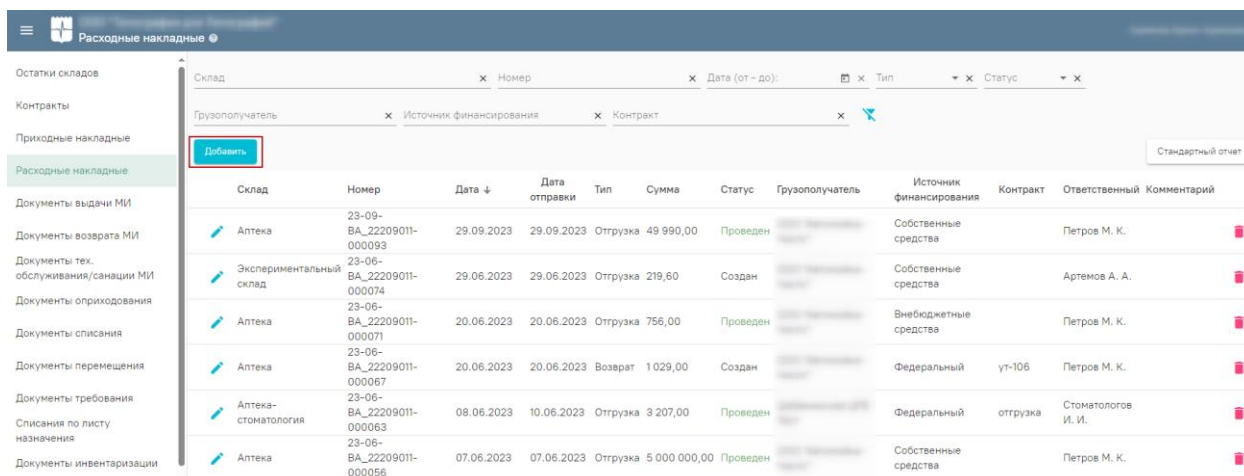 Расходные накладные
Остатки складов
Контракты
Приходные накладные
Расходные накладные
Документы выдачи МИ
Документы возврата МИ
Документы тех.
обслуживания/санации МИ
Документы оприходования
Документы списания
Документы перемещения
Документы требования
Списания по листу
назначения
Документы инвентаризации
Склад Номер Дата (от - до): Тип Статус
Грузополучатель Источник финансирования Контракт
Добавить
Стандартный отчет
Склад Номер Дата ↓ Дата отправки Тип Сумма Статус Грузополучатель Источник финансирования Контракт Ответственный Комментарий
Аптека 23-09-BA_22209011-000093 29.09.2023 29.09.2023 Отгрузка 49 990,00 Проведен Собственные средства Петров М. К.
Экспериментальный склад 23-06-BA_22209011-000074 29.06.2023 29.06.2023 Отгрузка 219,60 Создан Собственные средства Артемов А. А.
Аптека 23-06-BA_22209011-000071 20.06.2023 20.06.2023 Отгрузка 756,00 Проведен Внебюджетные средства Петров М. К.
Аптека 23-06-BA_22209011-000067 20.06.2023 20.06.2023 Возврат 1 029,00 Создан Федеральный ут-106 Петров М. К.
Аптека-стоматология 23-06-BA_22209011-000063 08.06.2023 10.06.2023 Отгрузка 3 207,00 Проведен Федеральный отгрузка Стоматологов И. И.
Аптека 23-06-BA_22209011-000056 07.06.2023 07.06.2023 Отгрузка 5 000 000,00 Проведен Собственные средства Петров М. К.